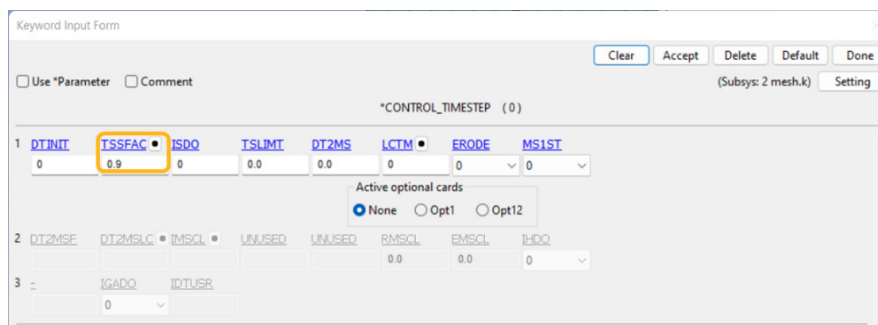 Keyword Input Form
Clear Accept Delete Default Done
Use *Parameter Comment (Subsys: 2 mesh.k) Setting
*CONTROL_TIMESTEP (0)
1 DTINIT TSSFAC ISDO TSLIMT DT2MS LCTM ERODE MS1ST
0 0.9 0 0.0 0.0 0 0 0
Active optional cards
None Opt1 Opt12
2 DT2MSF DT2MSLC IMSCL UNUSED UNUSED RMSCL EMSCL IHDO
0.0 0.0 0
3 - IGADO IDTUSR
0